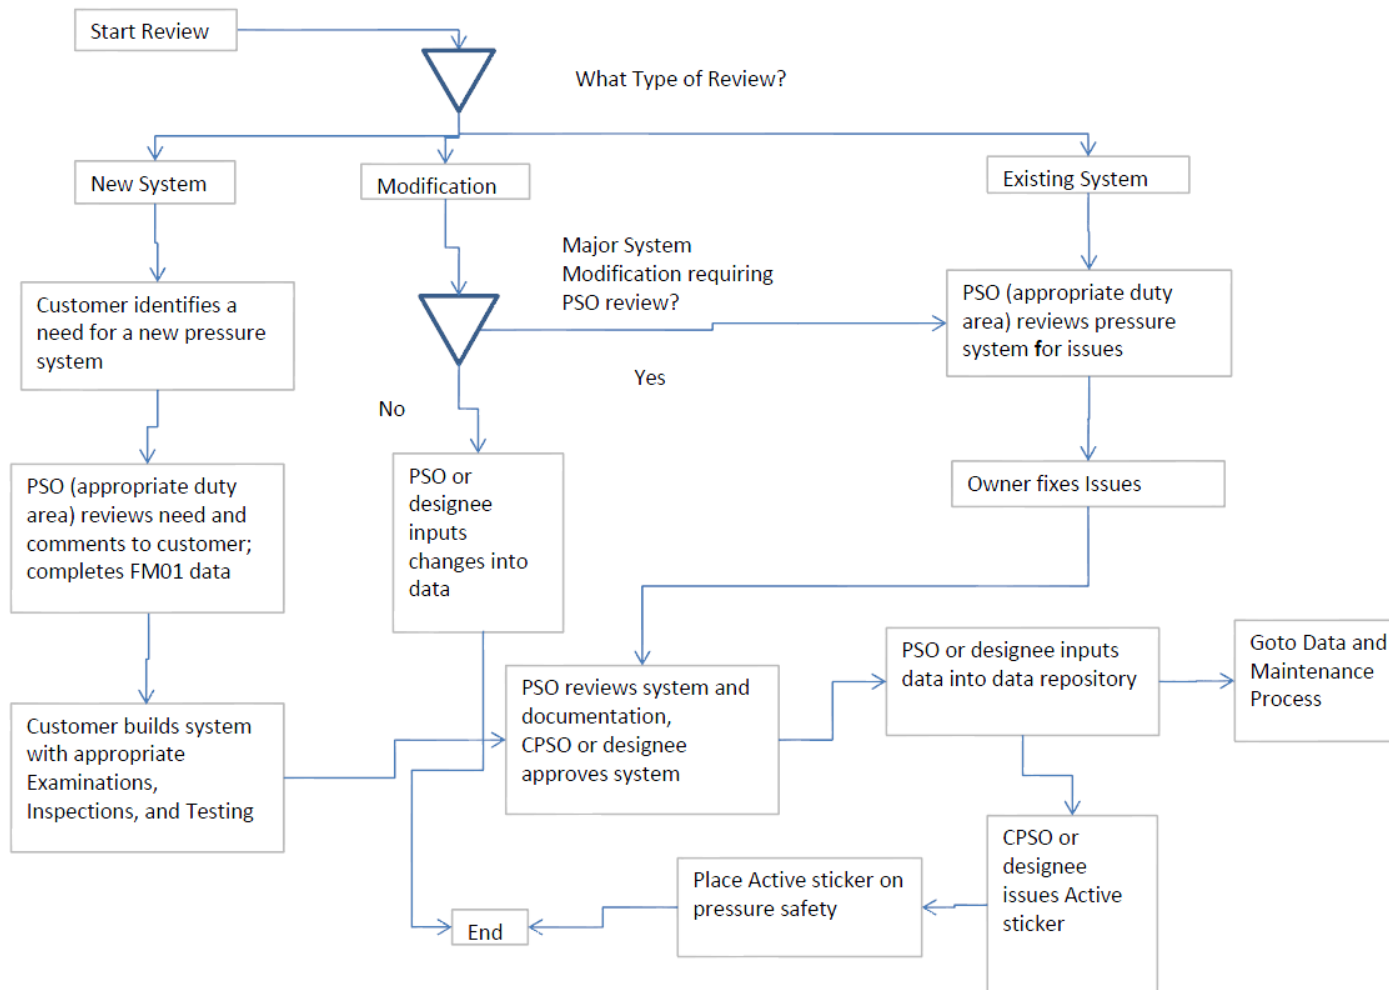 Start Review
What Type of Review?
New System
Modification
Existing System
Major System
Modification requiring
PSO review?
Customer identifies a
need for a new pressure
system
PSO (appropriate duty
area) reviews pressure
system for issues
Yes
No
PSO (appropriate duty
area) reviews need and
comments to customer;
completes FM01 data
PSO or
designee
inputs
changes into
data
Owner fixes Issues
Customer builds system
with appropriate
Examinations,
Inspections, and Testing
PSO reviews system and
documentation,
CPSO or designee
approves system
PSO or designee inputs
data into data repository
Goto Data and
Maintenance
Process
CPSO or
designee
issues Active
sticker
Place Active sticker on
pressure safety
End